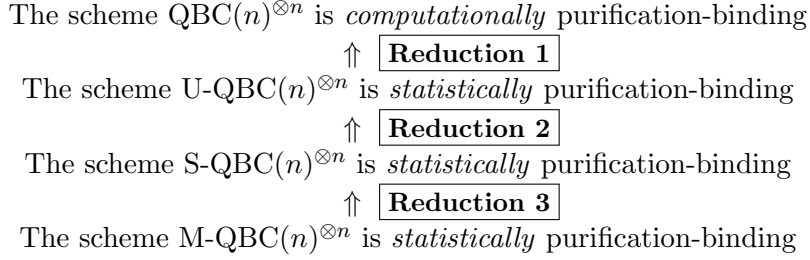 The scheme QBC(n)^{⊗n} is computationally purification-binding
⇑ Reduction 1
The scheme U-QBC(n)^{⊗n} is statistically purification-binding
⇑ Reduction 2
The scheme S-QBC(n)^{⊗n} is statistically purification-binding
⇑ Reduction 3
The scheme M-QBC(n)^{⊗n} is statistically purification-binding